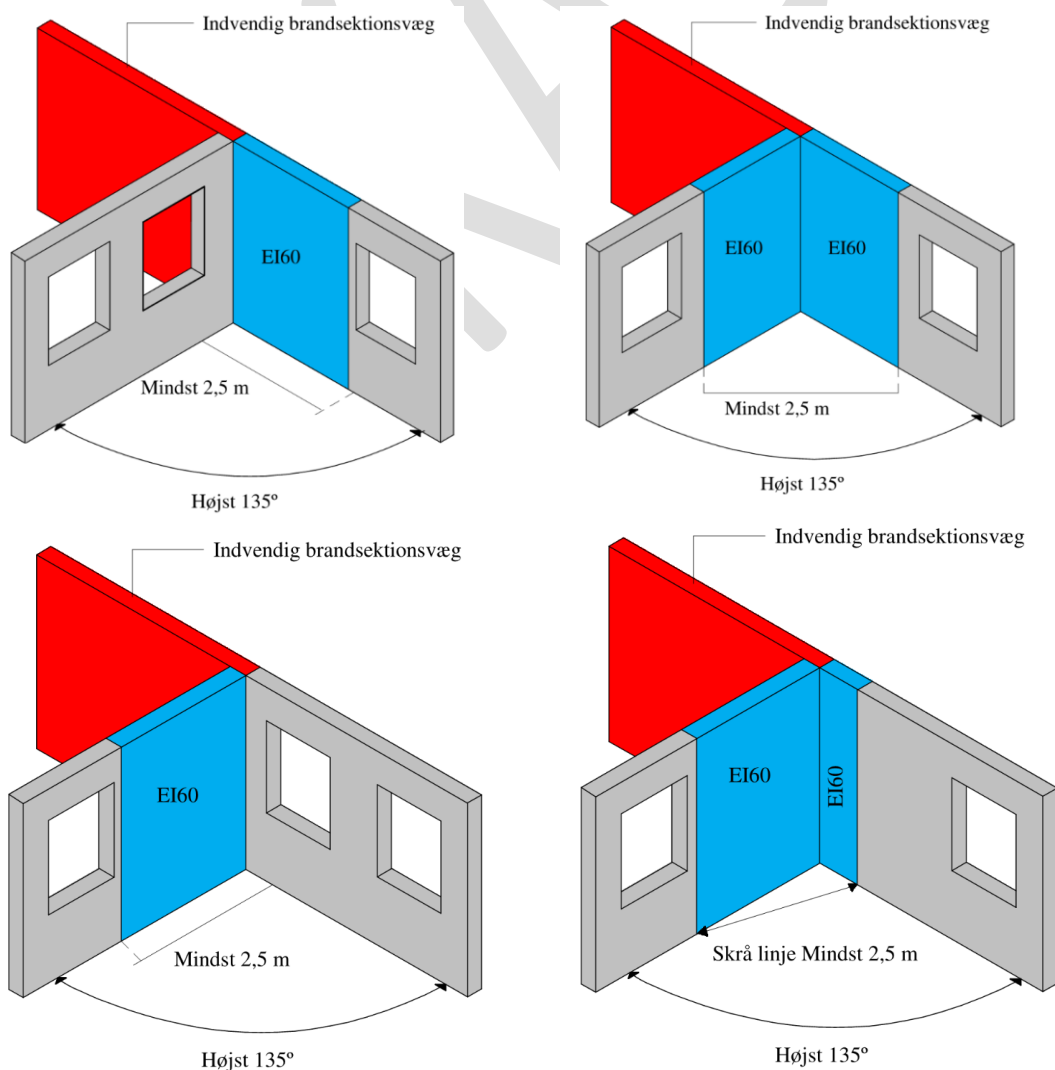 Indvendig brandsektionsvæg
EI60
Mindst 2,5 m
Højst 135º
Indvendig brandsektionsvæg
EI60
EI60
Mindst 2,5 m
Højst 135º
Indvendig brandsektionsvæg
EI60
Mindst 2,5 m
Højst 135º
Indvendig brandsektionsvæg
EI60
EI60
Skrå linje Mindst 2,5 m
Højst 135º